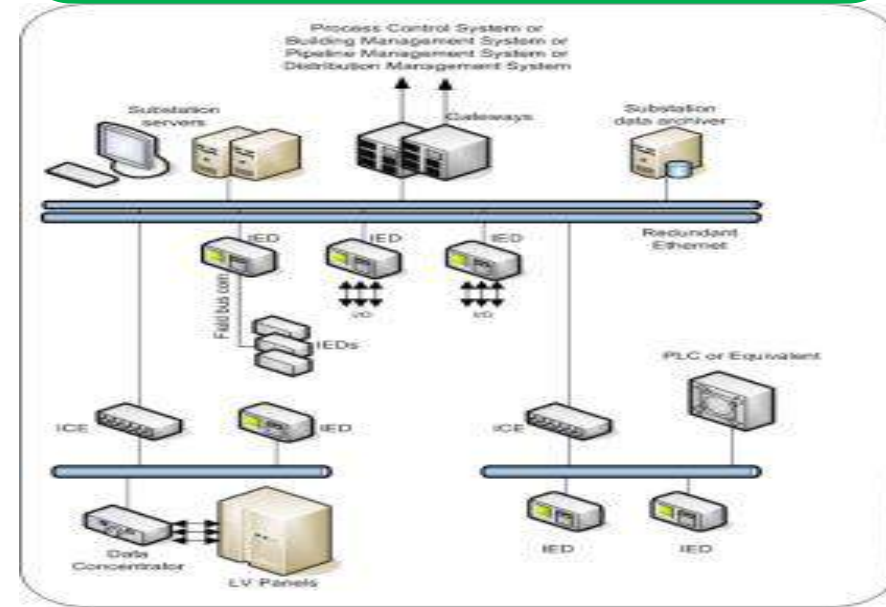 Process Control System or
Building Management System or
Pipeline Management System or
Distribution Management System
Substation
servers
Gateways
Substation
data archiver
Redundant
Ethernet
IED
IED
IED
Field bus com
I/O
I/O
IEDs
PLC or Equivalent
ICE
IED
ICE
Data
Concentrator
LV Panels
IED
IED